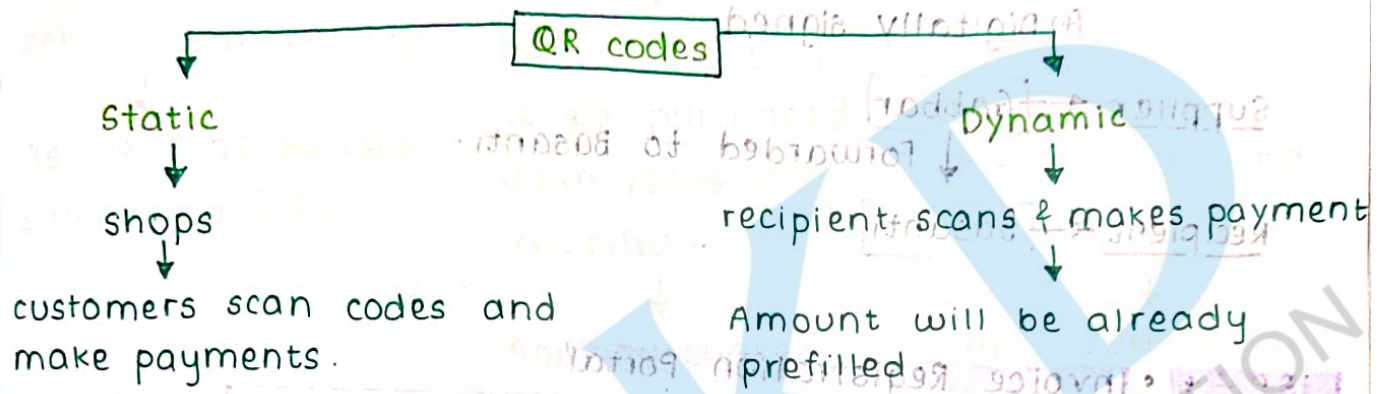 QR codes
Static
Dynamic
shops
recipient scans & makes payment
customers scan codes and
make payments.
Amount will be already
prefilled
TION